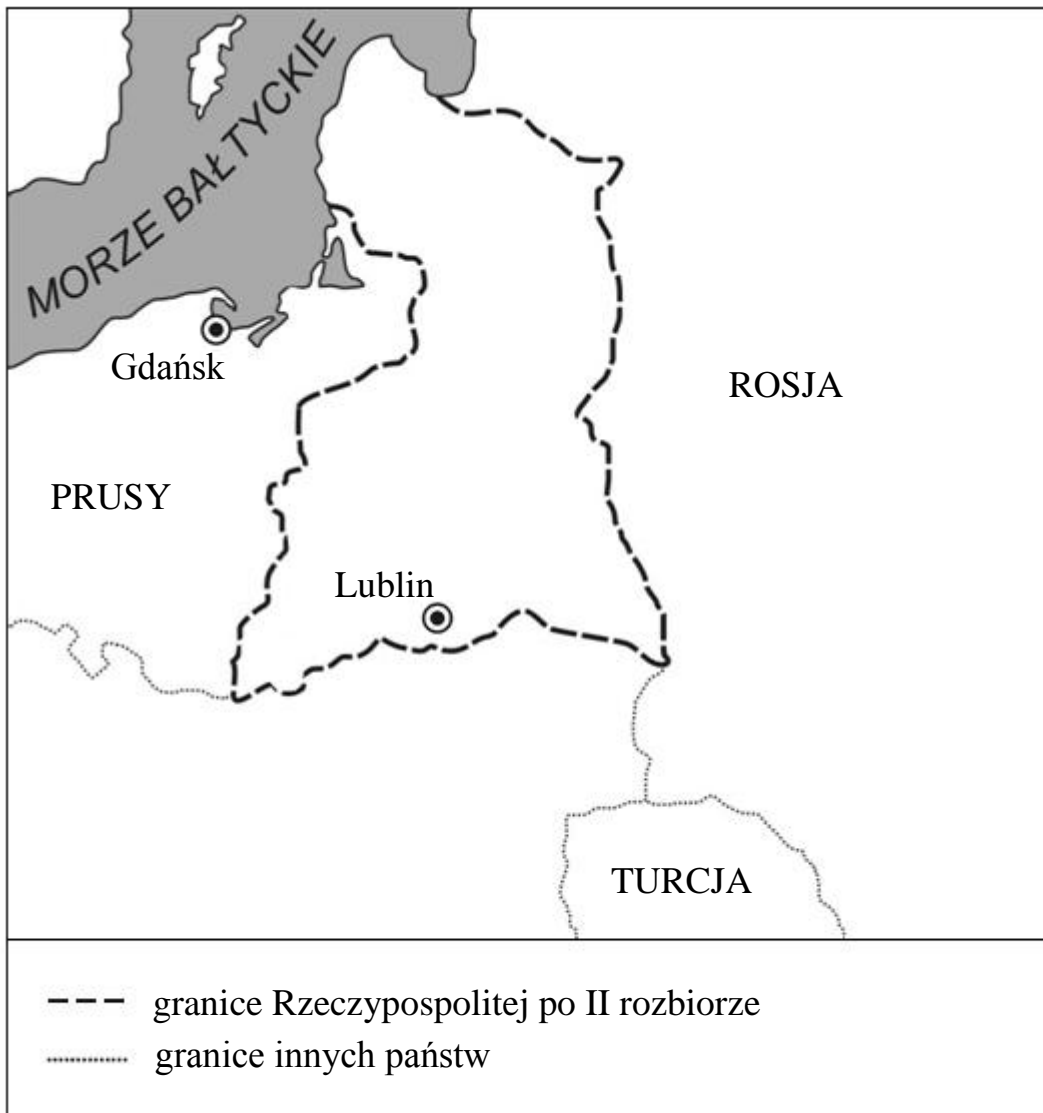 MORZE BAŁTYCKIE
Gdańsk
ROSJA
PRUSY
Lublin
TURCJA
granice Rzeczypospolitej po II rozbiorze
granice innych państw